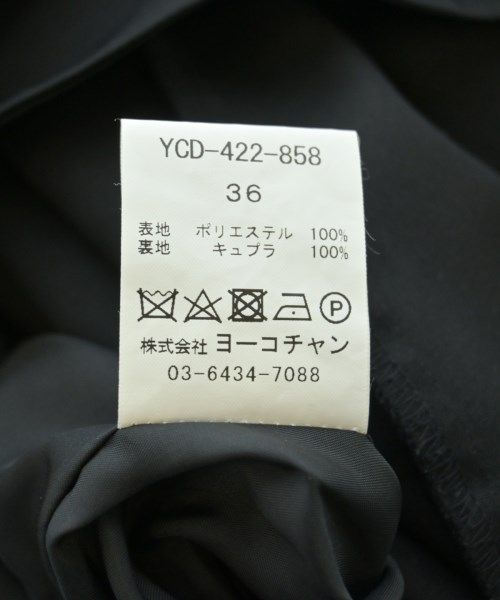 YCD-422-858
36
表地 ポリエステル 100%
裏地 キュプラ 100%
P
株式会社 ヨーコチャン
03-6434-7088